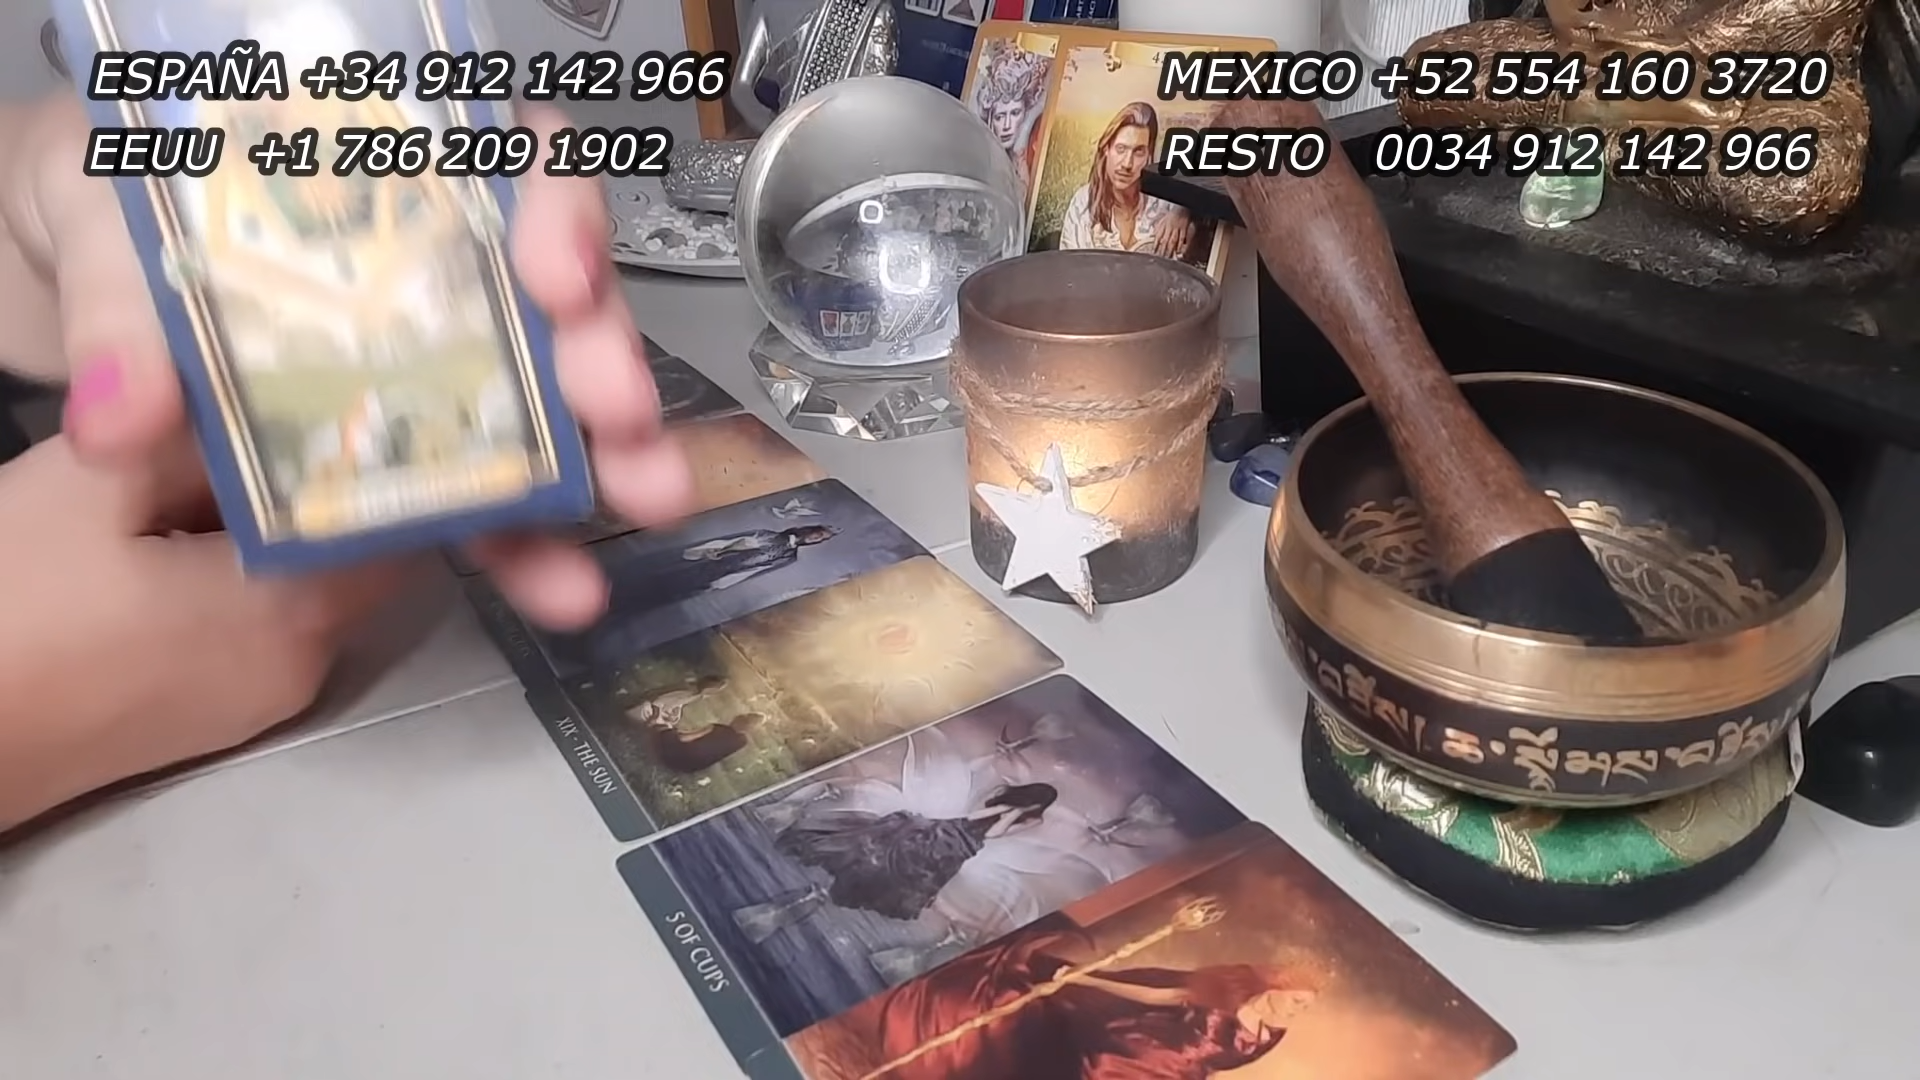 ESPAÑA +34 912 142 966
EEUU +1 786 209 1902
MEXICO +52 554 160 3720
RESTO 0034 912 142 966
XIX - THE SUN
5 OF CUPS